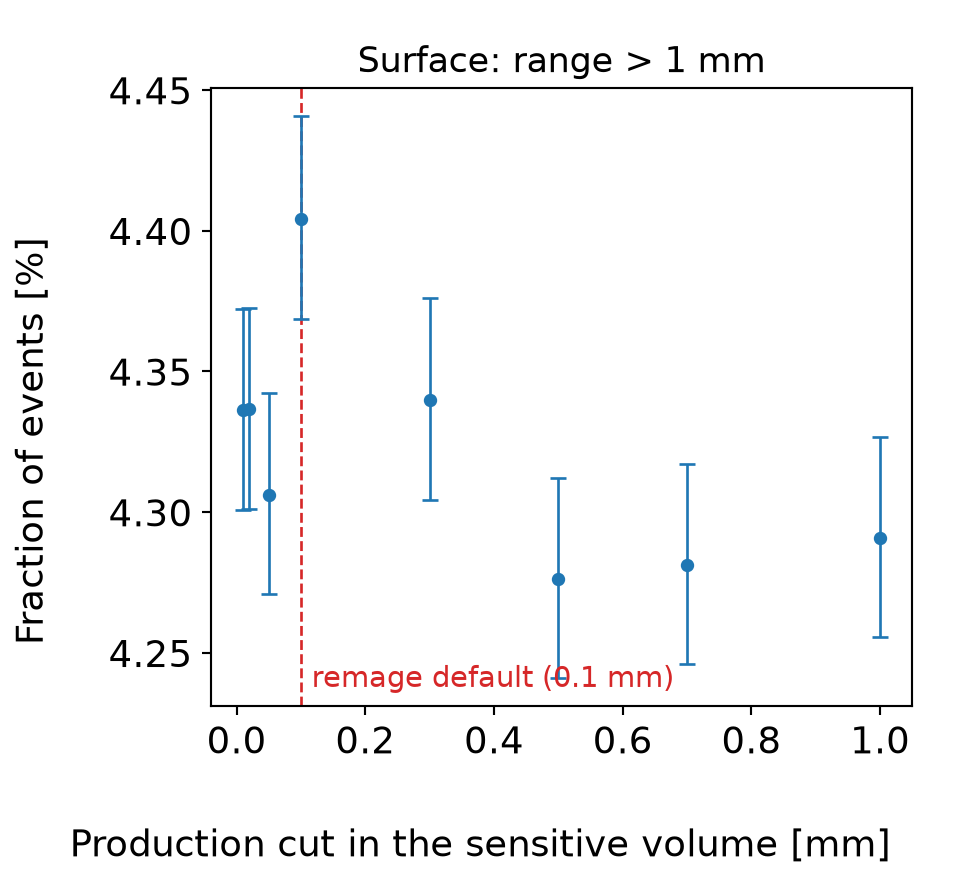 Surface: range > 1 mm
Fraction of events [%]
4.45
4.40
4.35
4.30
4.25
remage default (0.1 mm)
0.0 0.2 0.4 0.6 0.8 1.0
Production cut in the sensitive volume [mm]